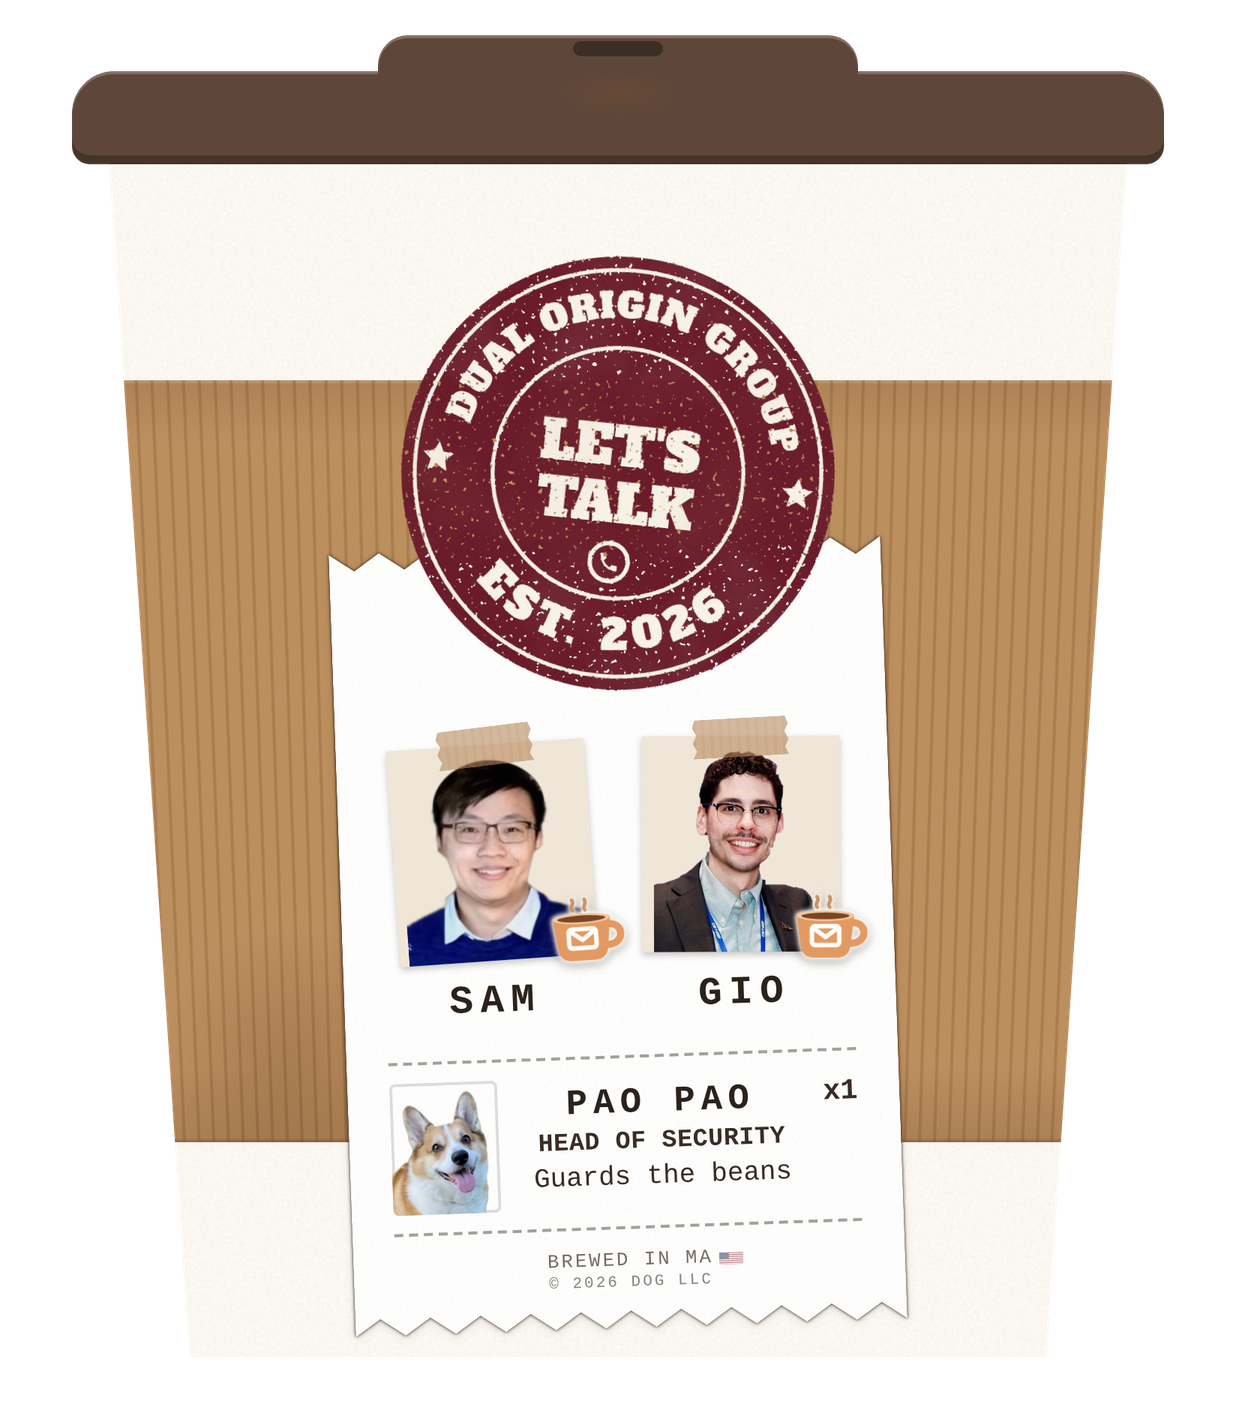 DUAL ORIGIN GROUP
LET'S
TALK
EST. 2026
SAM
GIO
PAO PAO
x1
HEAD OF SECURITY
Guards the beans
BREWED IN MA
© 2026 DOG LLC